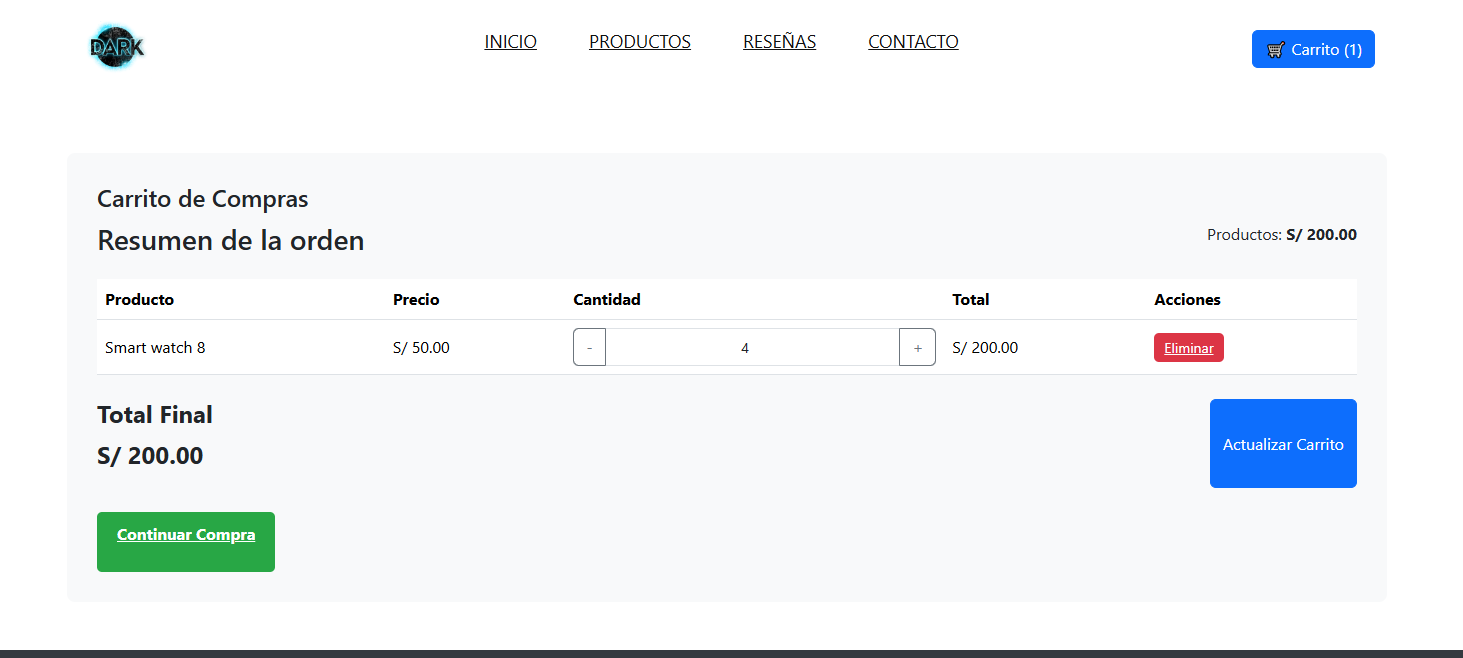 DARK
INICIO PRODUCTOS RESEÑAS CONTACTO
🛒 Carrito (1)
Carrito de Compras
Resumen de la orden
Productos: S/ 200.00
Producto Precio Cantidad Total Acciones
Smart watch 8 S/ 50.00 - 4 + S/ 200.00 Eliminar
Total Final
S/ 200.00
Actualizar Carrito
Continuar Compra